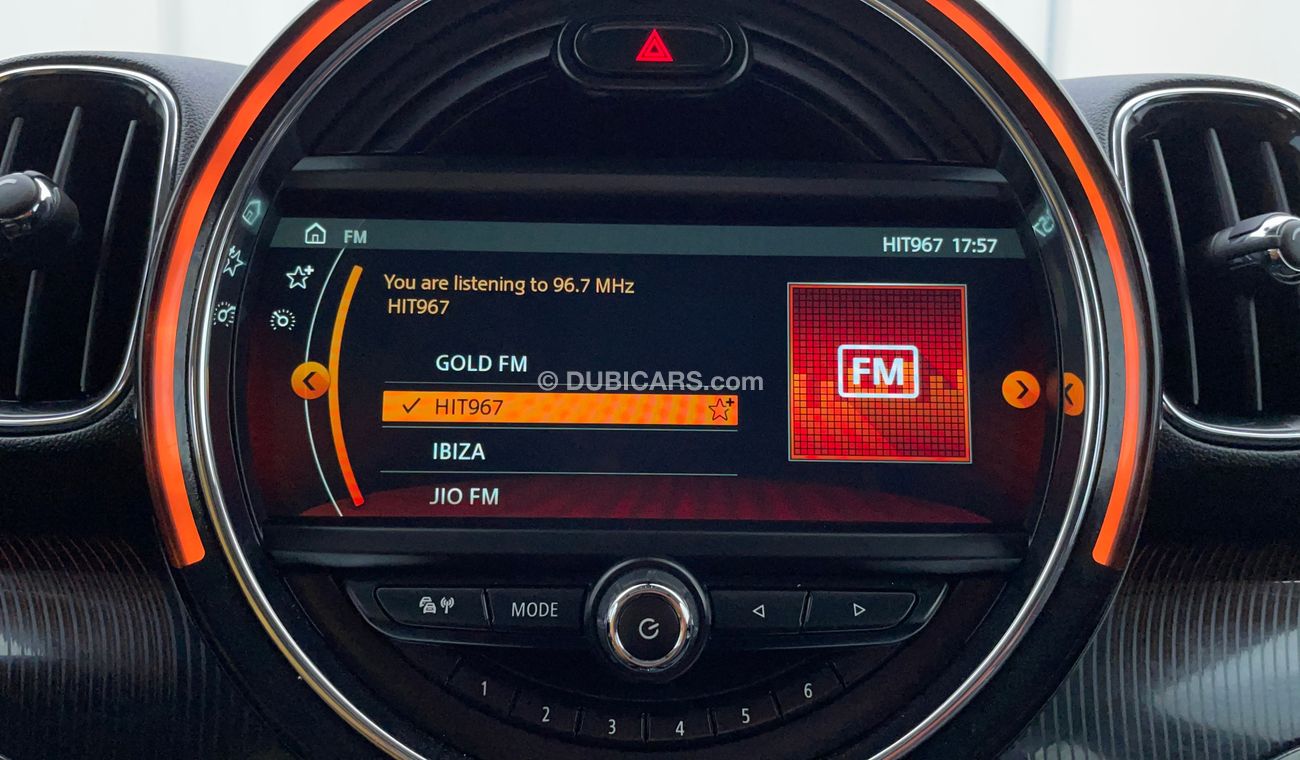 FM HIT967 17:57
You are listening to 96.7 MHz
HIT967
GOLD FM
© DUBICARS.com
HIT967
FM
IBIZA
JIO FM
MODE
1 2 3 4 5 6